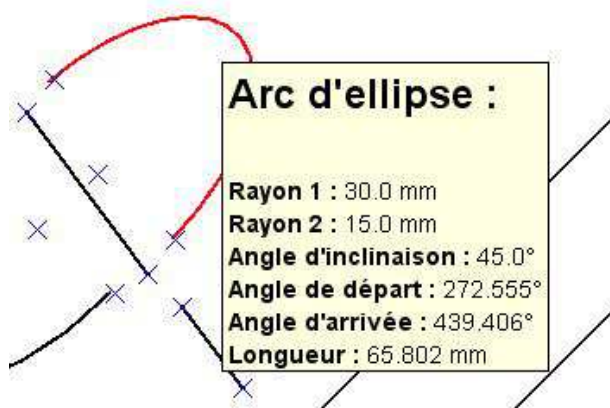 Arc d'ellipse :
Rayon 1 : 30.0 mm
Rayon 2 : 15.0 mm
Angle d'inclinaison : 45.0°
Angle de départ : 272.555°
Angle d'arrivée : 439.406°
Longueur : 65.802 mm